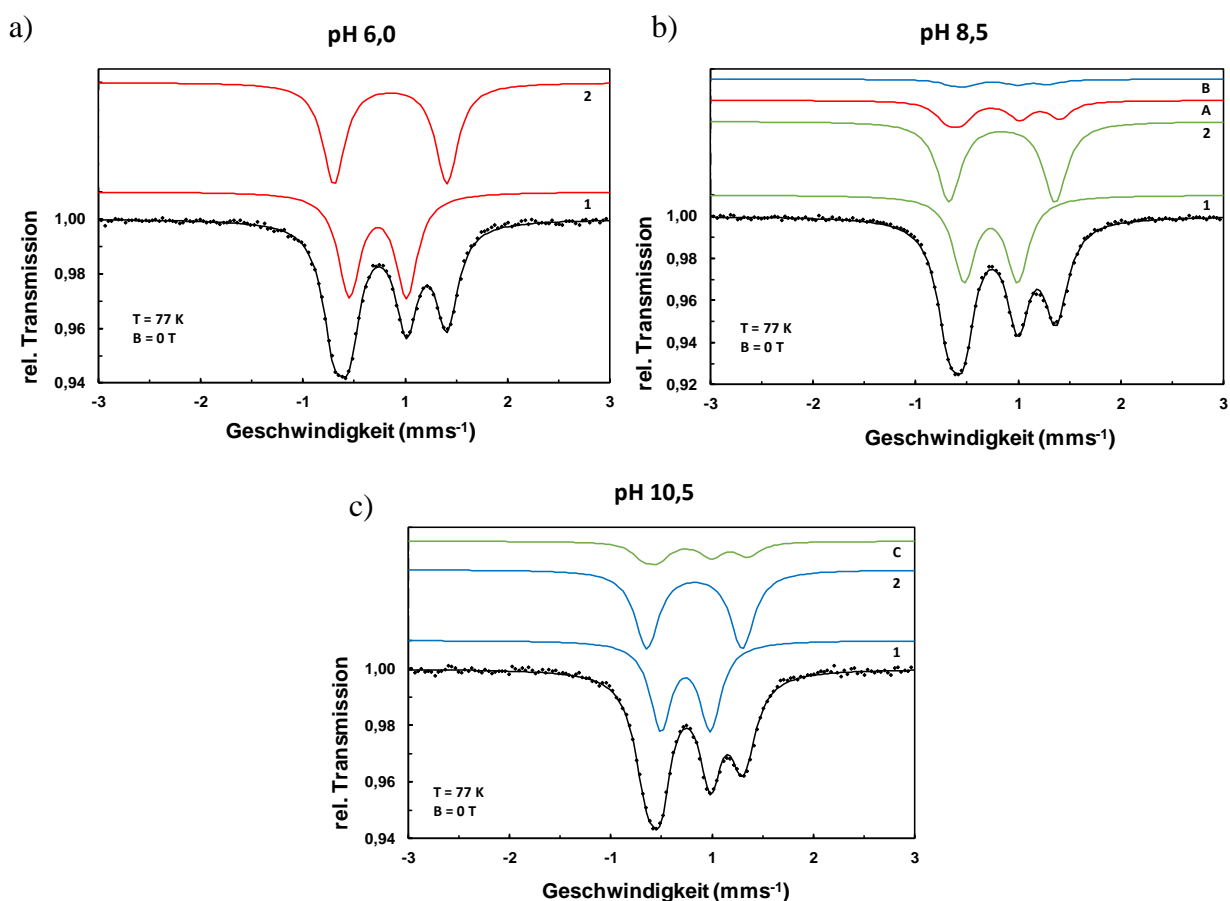 a)
pH 6,0
2
1
rel. Transmission
1,00
0,98
0,96
0,94
T = 77 K
B = 0 T
-3
-1
1
2
3
Geschwindigkeit (mms⁻¹)
b)
pH 8,5
B
A
2
1
rel. Transmission
1,00
0,98
0,96
0,94
0,92
T = 77 K
B = 0 T
-3
-2
-1
1
2
3
Geschwindigkeit (mms⁻¹)
c)
pH 10,5
C
2
1
rel. Transmission
1,00
0,98
0,96
0,94
T = 77 K
B = 0 T
-3
-2
-1
1
2
3
Geschwindigkeit (mms⁻¹)